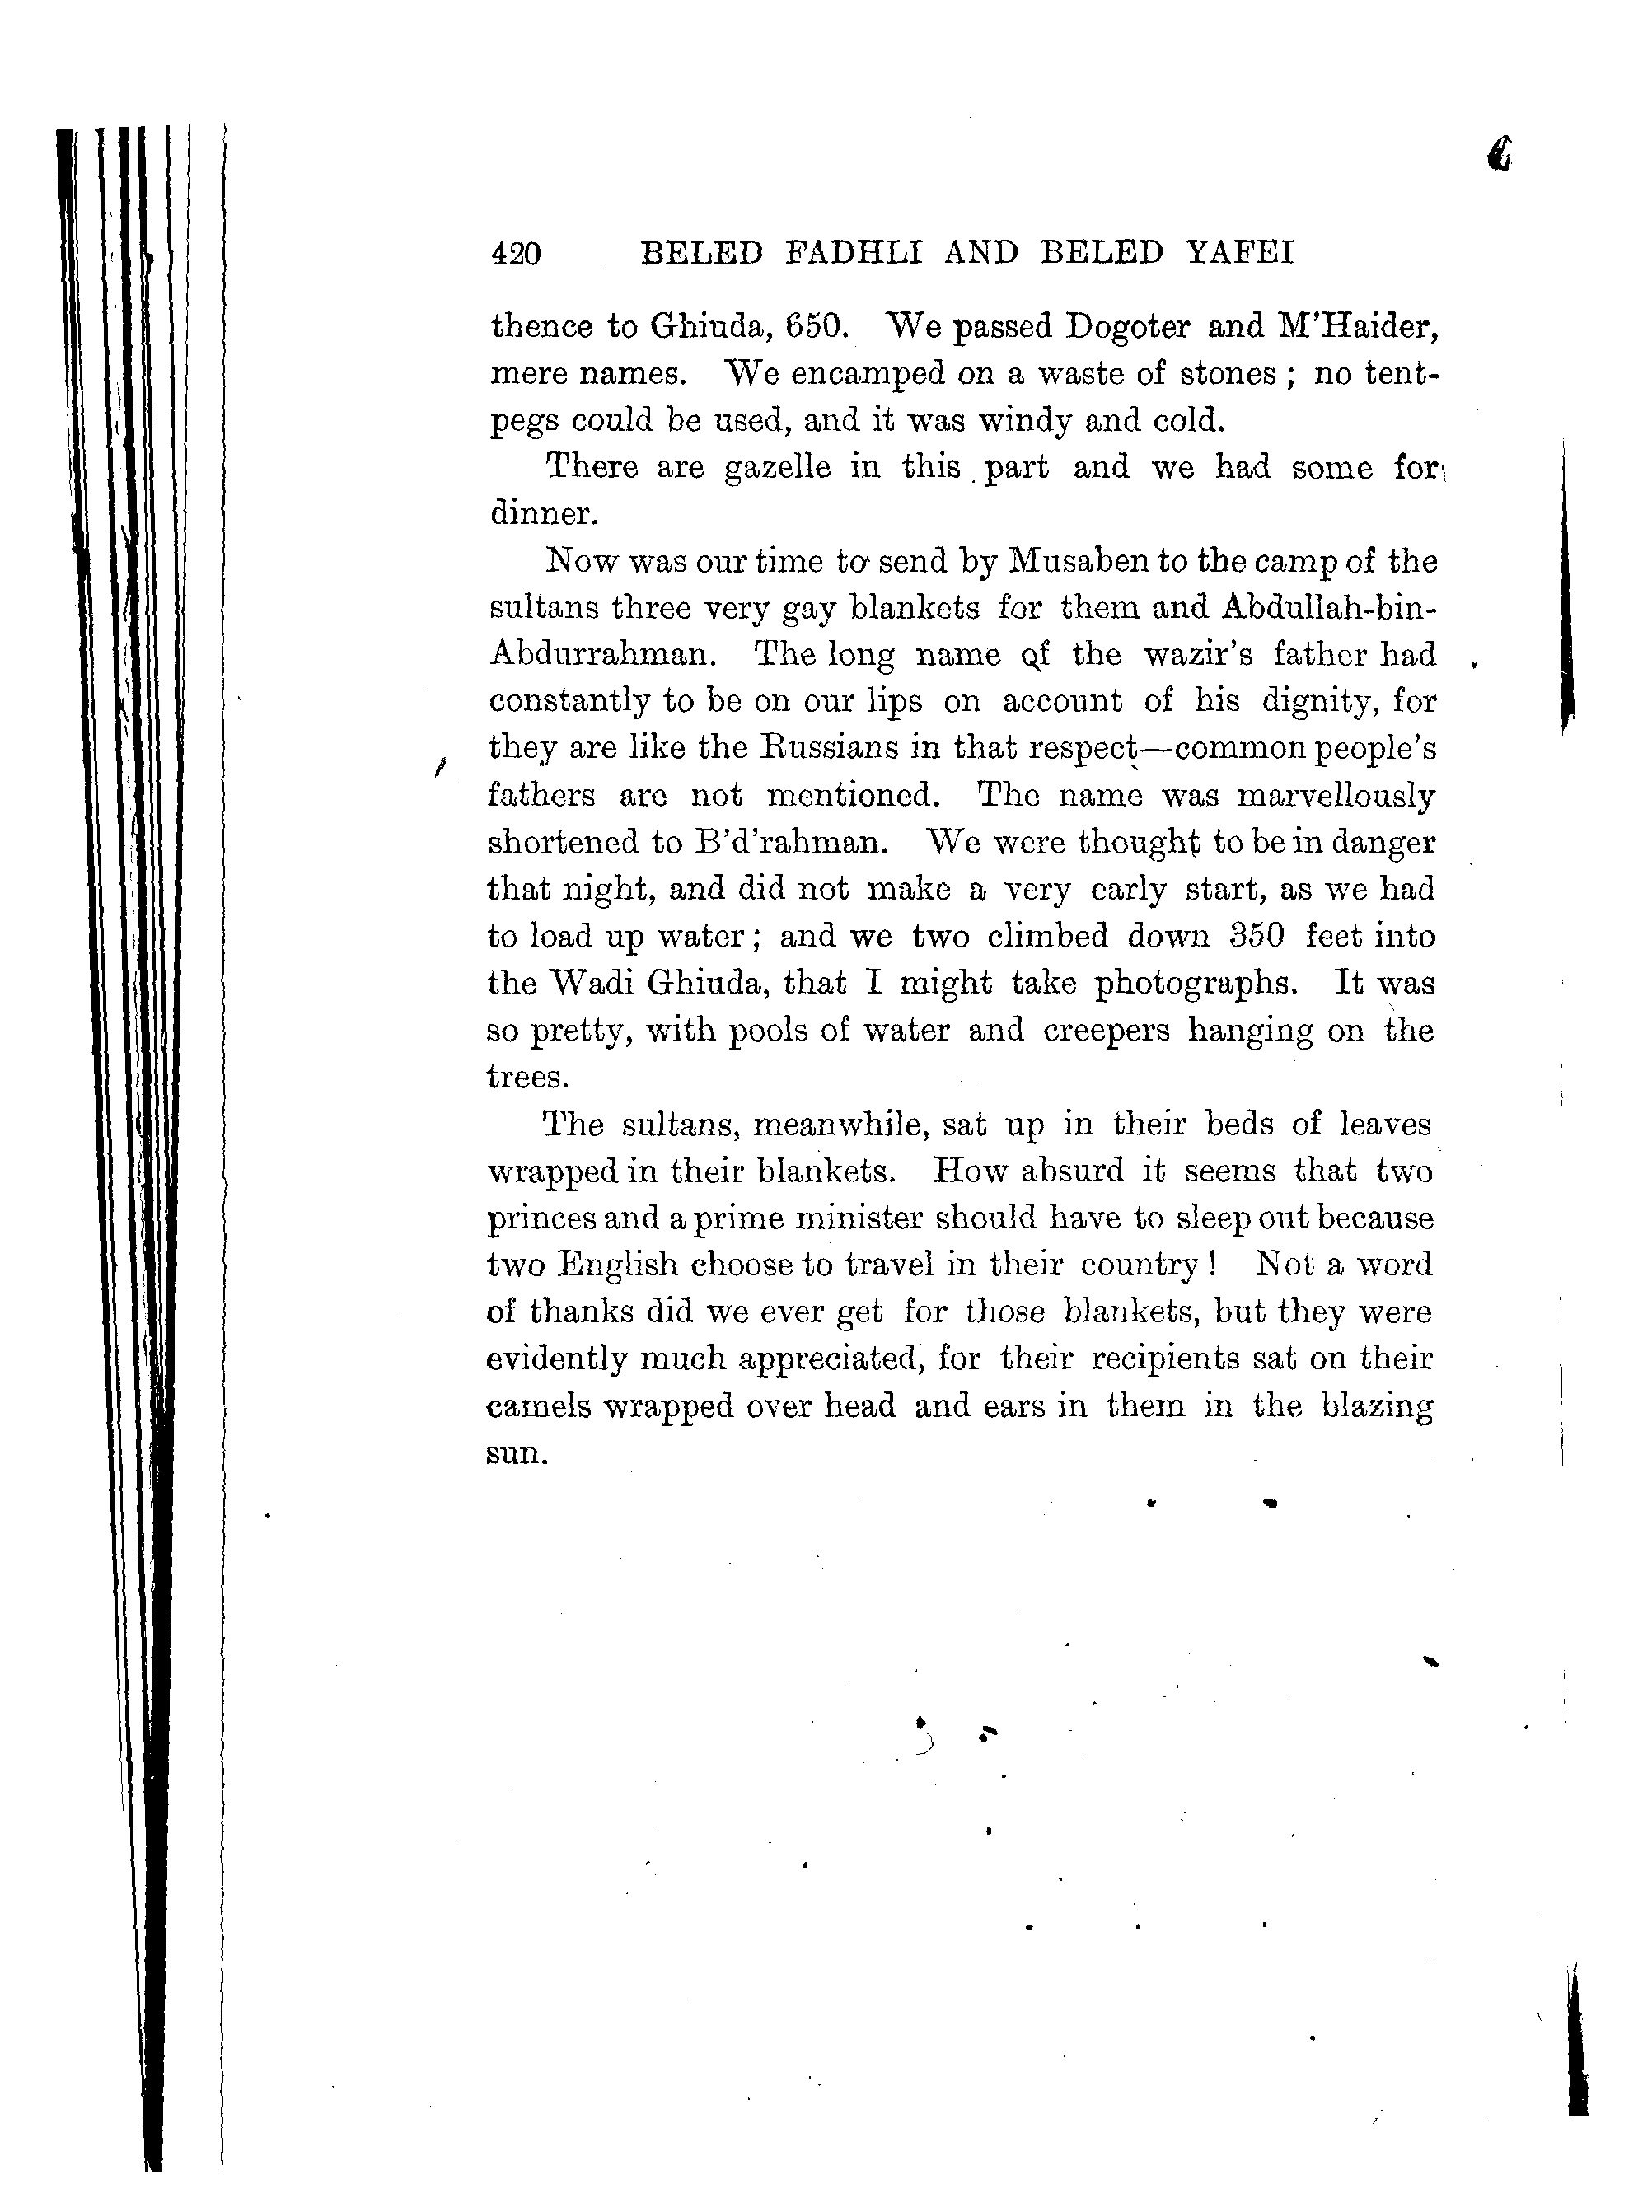 420 BELED FADHLI AND BELED YAFEI
thence to Ghiuda, 650. We passed Dogoter and M'Haider,
mere names. We encamped on a waste of stones; no tent-
pegs could be used, and it was windy and cold.
There are gazelle in this part and we had some for
dinner.
Now was our time to send by Musaben to the camp of the
sultans three very gay blankets for them and Abdullah-bin-
Abdurrahman. The long name of the wazir's father had
constantly to be on our lips on account of his dignity, for
they are like the Russians in that respect—common people's
fathers are not mentioned. The name was marvellously
shortened to B'd'rahman. We were thought to be in danger
that night, and did not make a very early start, as we had
to load up water; and we two climbed down 350 feet into
the Wadi Ghiuda, that I might take photographs. It was
so pretty, with pools of water and creepers hanging on the
trees.
The sultans, meanwhile, sat up in their beds of leaves
wrapped in their blankets. How absurd it seems that two
princes and a prime minister should have to sleep out because
two English choose to travel in their country! Not a word
of thanks did we ever get for those blankets, but they were
evidently much appreciated, for their recipients sat on their
camels wrapped over head and ears in them in the blazing
sun.